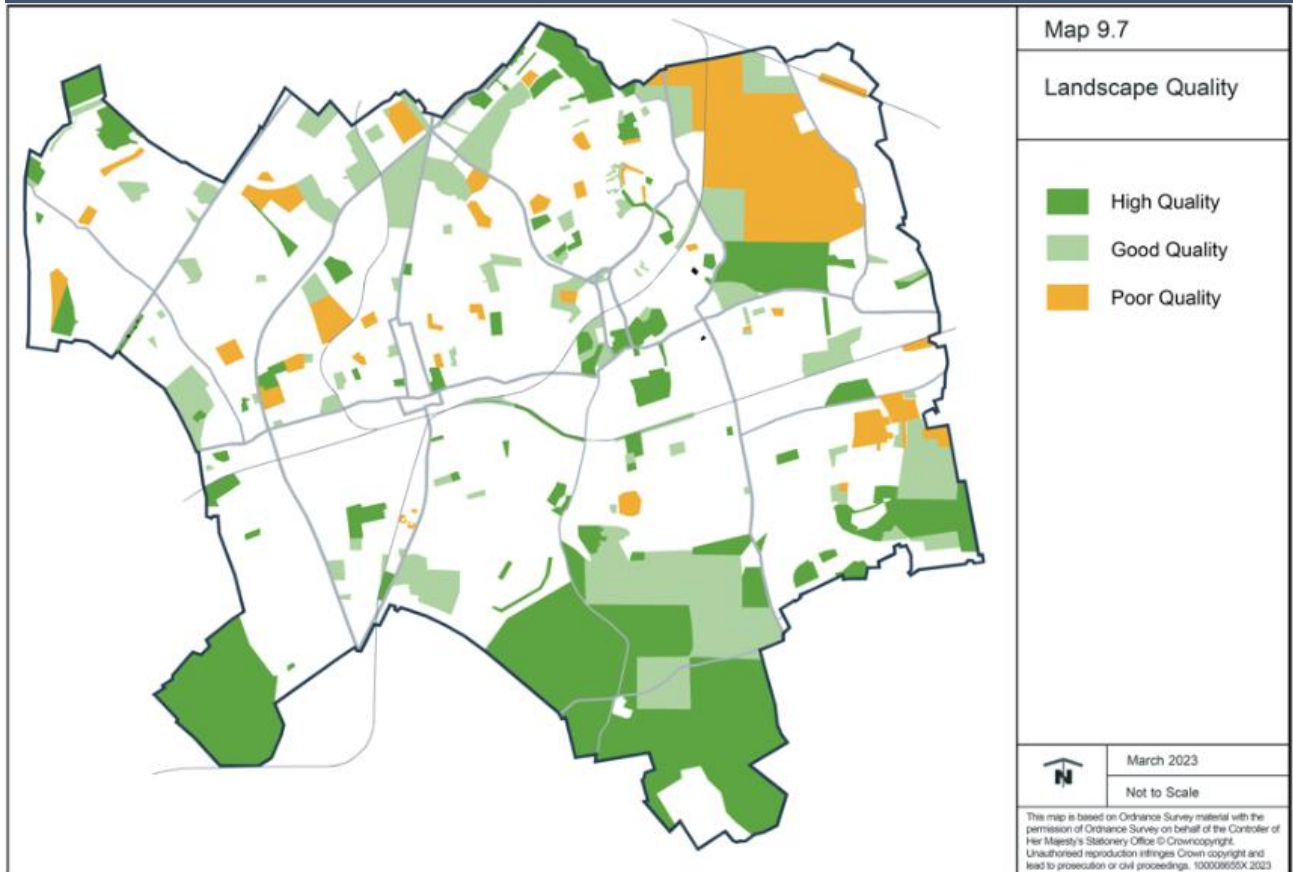 Map 9.7
Landscape Quality
High Quality
Good Quality
Poor Quality
N
March 2023
Not to Scale
This map is based on Ordnance Survey material with the
permission of Ordnance Survey on behalf of the Controller of
Her Majesty's Stationery Office © Crowncopyright.
Unauthorised reproduction infringes Crown copyright and
lead to prosecution or civil proceedings. 100008655X 2023